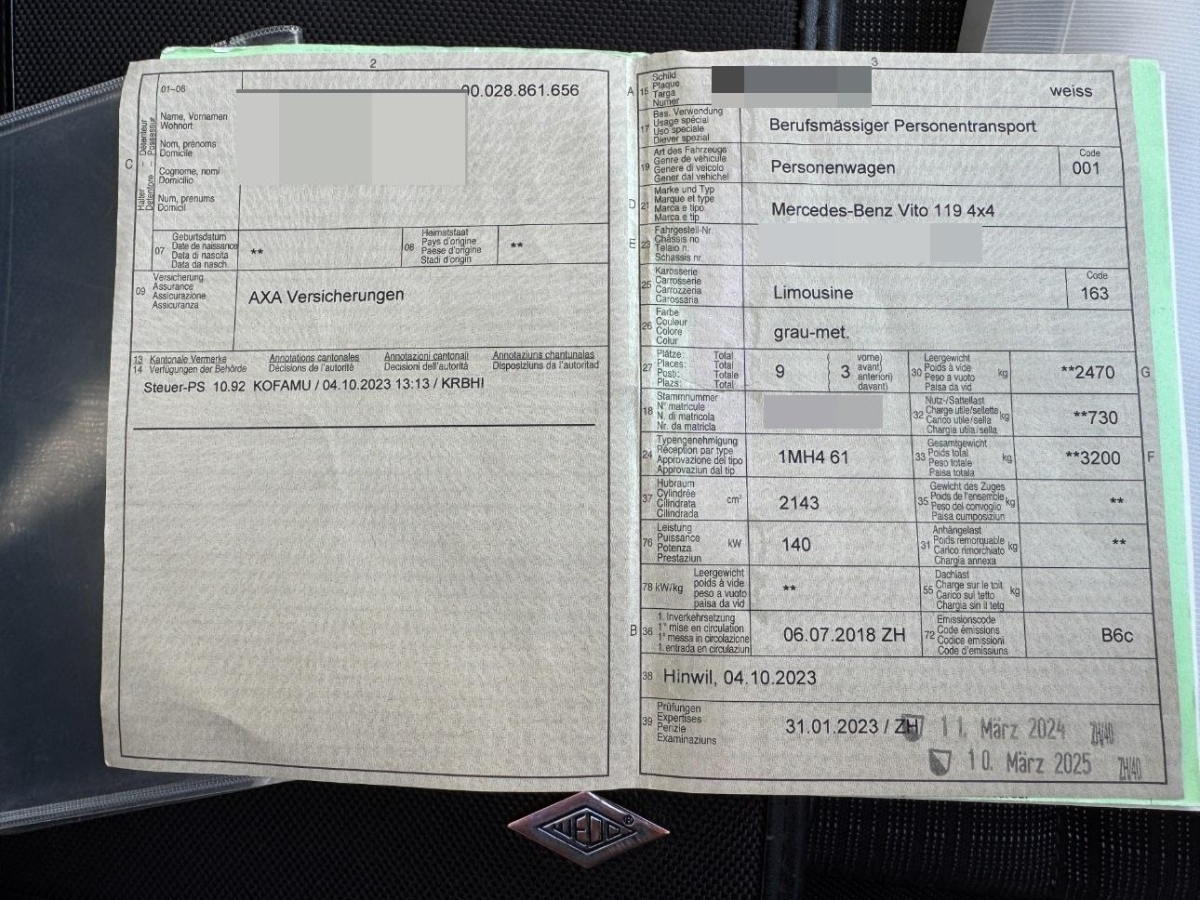 2
01–06
00.028.861.656
C
Halter Détenteur
Detentore Possessur
Name, Vornamen
Wohnort
Nom, prénoms
Domicile
Cognome, nomi
Domicilio
Num, prenums
Domicil
07
Geburtsdatum
Date de naissance
Data di nascita
Data da nasch.
**
08
Heimatstaat
Pays d'origine
Paese d'origine
Stadi d'origin
**
09
Versicherung
Assurance
Assicurazione
Assicuranza
AXA Versicherungen
13 Kantonale Vermerke
14 Verfügungen der Behörde
Annotations cantonales
Décisions de l'autorité
Annotazioni cantonali
Decisioni dell'autorità
Annotaziuns chantunalas
Disposiziuns da l'autoritad
Steuer-PS 10.92 KOFAMU / 04.10.2023 13:13 / KRBHI
3
A 15
Schild
Plaque
Targa
Numer
weiss
17
Bes. Verwendung
Usage spécial
Uso speciale
Diever spezial
Berufsmässiger Personentransport
19
Art des Fahrzeugs
Genre de véhicule
Genere di veicolo
Gener dal vehichel
Personenwagen
Code
001
D 21
Marke und Typ
Marque et type
Marca e tipo
Marca e tip
Mercedes-Benz Vito 119 4x4
E 23
Fahrgestell-Nr.
Châssis no
Telaio n.
Schassis nr.
25
Karosserie
Carrosserie
Carrozzeria
Carossaria
Limousine
Code
163
26
Farbe
Couleur
Colore
Colur
grau-met.
27
Plätze: Total
Places: Total
Posti: Totale
Plazs: Total
9
3
vorne)
avant)
anteriori)
davant)
30
Leergewicht
Poids à vide
Peso a vuoto
Paisa da vid
kg
**2470
G
18
Stammnummer
N° matricule
N. di matricola
Nr. da matricla
32
Nutz-/Sattellast
Charge utile/sellette
Carico utile/sella
Chargia utila/sella
kg
**730
24
Typengenehmigung
Réception par type
Approvazione del tipo
Approvaziun dal tip
1MH4 61
33
Gesamtgewicht
Poids total
Peso totale
Paisa totala
kg
**3200
F
37
Hubraum
Cylindrée
Cilindrata
Cilindrada
cm³
2143
35
Gewicht des Zuges
Poids de l'ensemble
Peso del convoglio
Paisa cumposiziun
kg
**
76
Leistung
Puissance
Potenza
Prestaziun
kW
140
31
Anhängelast
Poids remorquable
Carico rimorchiato
Chargia annexa
kg
**
78 kW/kg
Leergewicht
poids à vide
peso a vuoto
paisa da vid
**
55
Dachlast
Charge sur le toit
Carico sul tetto
Chargia sin il tetg
kg
B 36
1. Inverkehrsetzung
1re mise en circulation
1a messa in circolazione
1. entrada en circulaziun
06.07.2018 ZH
72
Emissionscode
Code émissions
Codice emissioni
Code d'emissiuns
B6c
38
Hinwil, 04.10.2023
39
Prüfungen
Expertises
Perizie
Examinaziuns
31.01.2023 / ZH
11. März 2024 ZH/40
10. März 2025 ZH/40
WEDO®